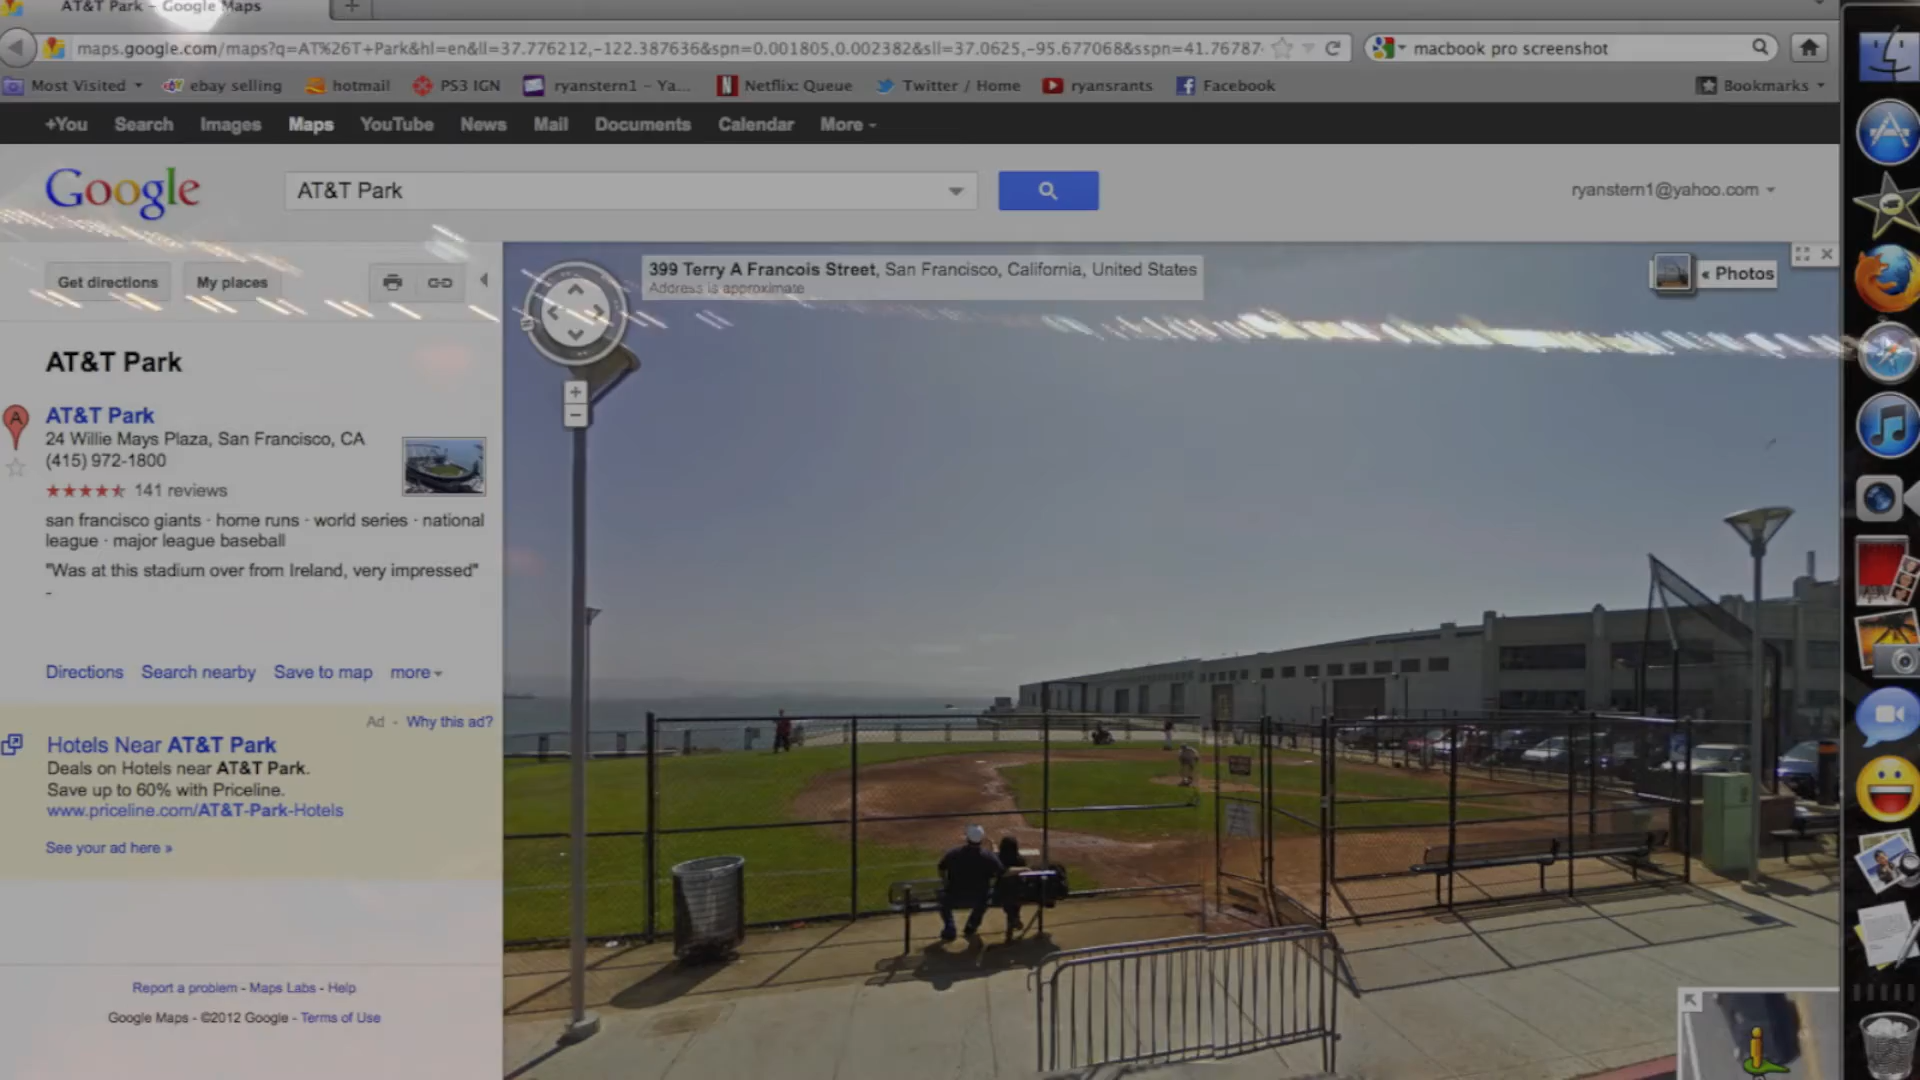 AT&T Park - Google Maps
maps.google.com/maps?q=AT%26T+Park&hl=en&ll=37.776212,-122.387636&spn=0.001805,0.002382&sll=37.0625,-95.677068&sspn=41.76787
macbook pro screenshot
Most Visited
ebay selling
hotmail
PS3 IGN
ryanstern1 - Ya...
Netflix: Queue
Twitter / Home
ryansrants
Facebook
Bookmarks
+You Search Images Maps YouTube News Mail Documents Calendar More
Google
AT&T Park
ryanstern1@yahoo.com
Get directions
My places
399 Terry A Francois Street, San Francisco, California, United States
Address is approximate
« Photos
AT&T Park
A
AT&T Park
24 Willie Mays Plaza, San Francisco, CA
(415) 972-1800
141 reviews
san francisco giants · home runs · world series · national
league · major league baseball
"Was at this stadium over from Ireland, very impressed"
-
Directions Search nearby Save to map more
Ad - Why this ad?
Hotels Near AT&T Park
Deals on Hotels near AT&T Park.
Save up to 60% with Priceline.
www.priceline.com/AT&T-Park-Hotels
See your ad here »
Report a problem - Maps Labs - Help
Google Maps - ©2012 Google - Terms of Use